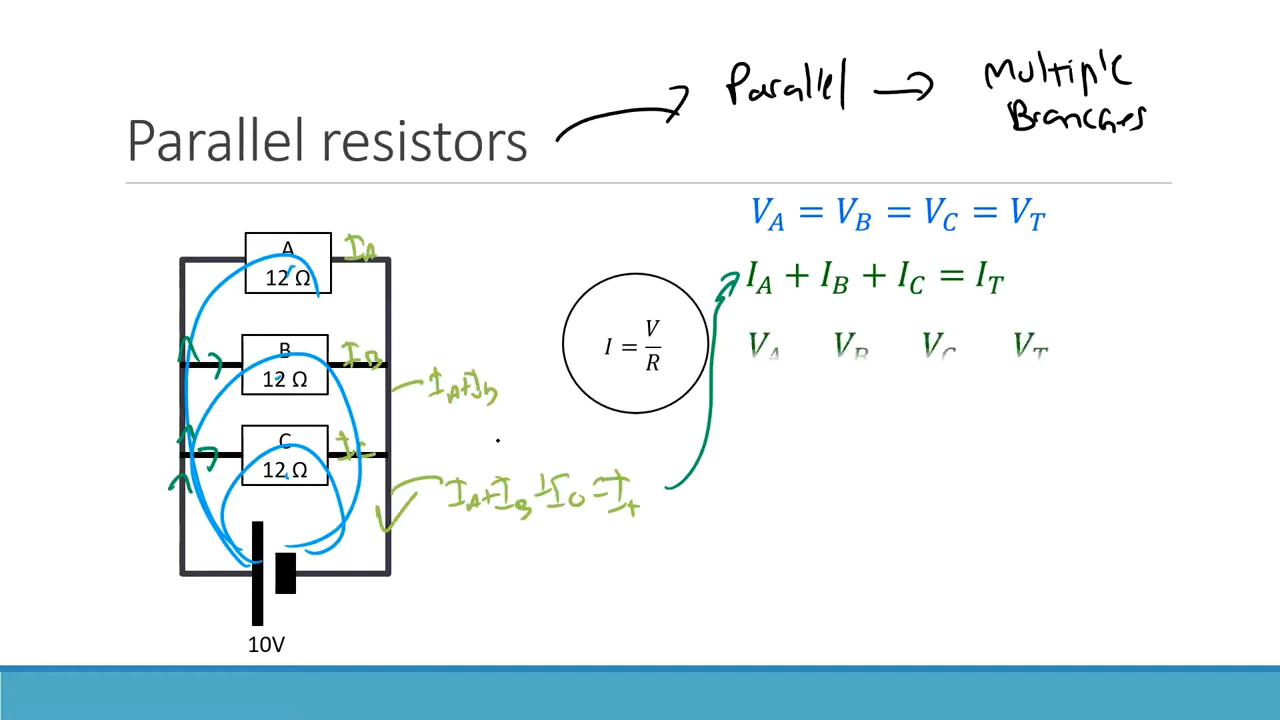 Parallel → Multiple
Branches
Parallel resistors
V_A = V_B = V_C = V_T
I_A + I_B + I_C = I_T
V_A V_B V_C V_T
I = V/R
A I_A
12 Ω
B I_B
12 Ω
I_A+I_B
C I_C
12 Ω
I_A+I_B+I_C=I_T
10V